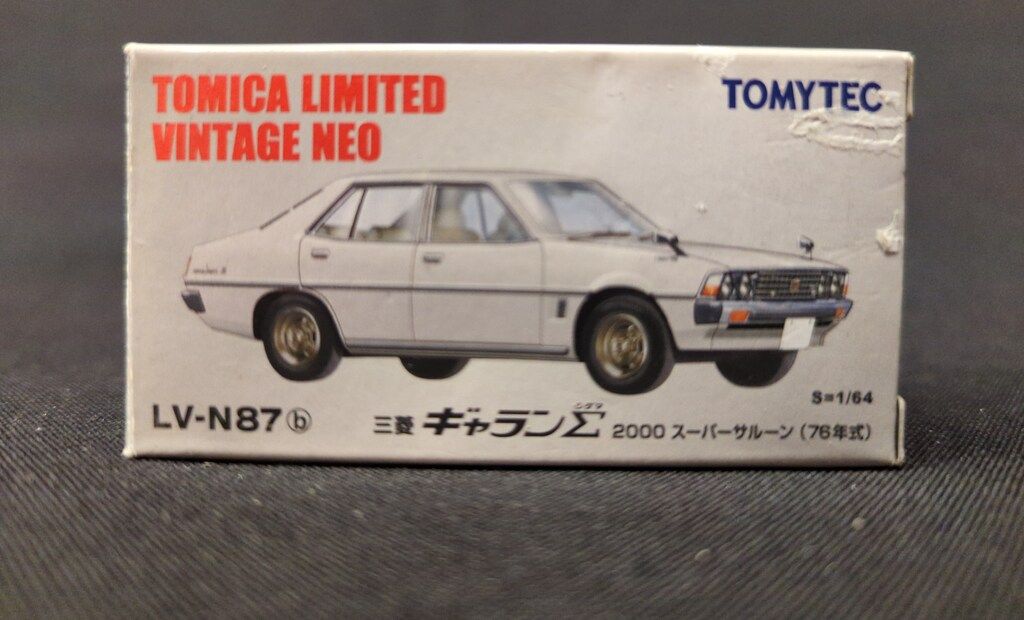 TOMICA LIMITED
VINTAGE NEO
TOMYTEC
S=1/64
LV-N87 ⓑ
三菱 ギャランΣ シグマ 2000 スーパーサルーン (76年式)